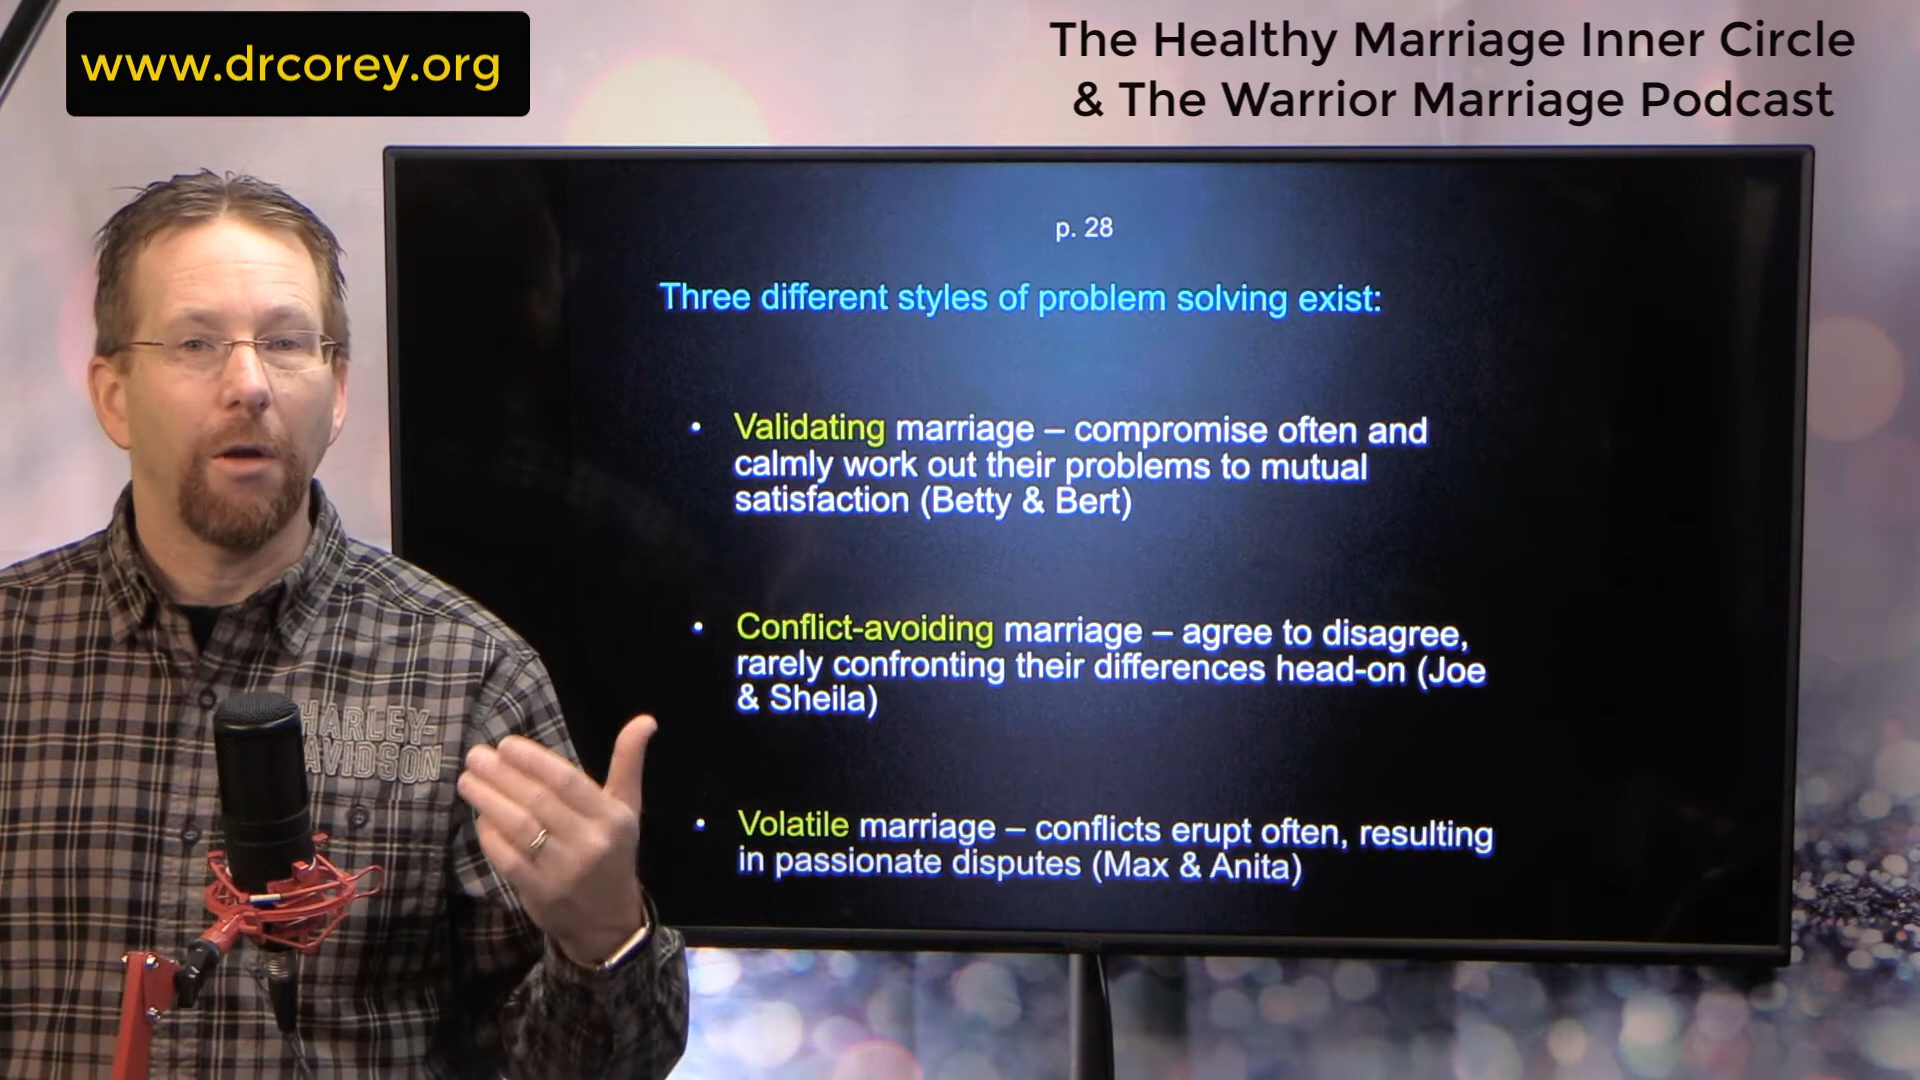 www.drcorey.org
The Healthy Marriage Inner Circle
& The Warrior Marriage Podcast
p. 28
Three different styles of problem solving exist:
• Validating marriage – compromise often and
calmly work out their problems to mutual
satisfaction (Betty & Bert)
• Conflict-avoiding marriage – agree to disagree,
rarely confronting their differences head-on (Joe
& Sheila)
• Volatile marriage – conflicts erupt often, resulting
in passionate disputes (Max & Anita)
HARLEY-
AVIDSON